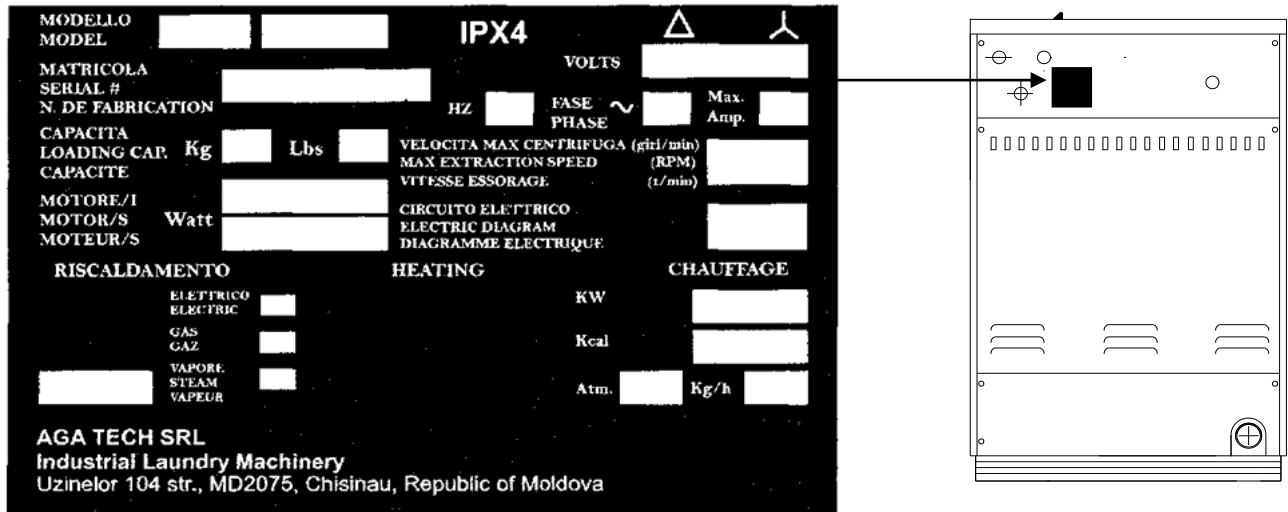 MODELLO
MODEL
IPX4
VOLTS
MATRICOLA
SERIAL #
N. DE FABRICATION
HZ
FASE ~
PHASE
Max.
Amp.
CAPACITA
LOADING CAP. Kg Lbs
CAPACITE
VELOCITA MAX CENTRIFUGA (giri/min)
MAX EXTRACTION SPEED (RPM)
VITESSE ESSORAGE (t/min)
MOTORE/I
MOTOR/S Watt
MOTEUR/S
CIRCUITO ELETTRICO
ELECTRIC DIAGRAM
DIAGRAMME ELECTRIQUE
RISCALDAMENTO HEATING CHAUFFAGE
ELETTRICO
ELECTRIC
KW
GAS
GAZ
Kcal
VAPORE
STEAM
VAPEUR
Atm. Kg/h
AGA TECH SRL
Industrial Laundry Machinery
Uzinelor 104 str., MD2075, Chisinau, Republic of Moldova